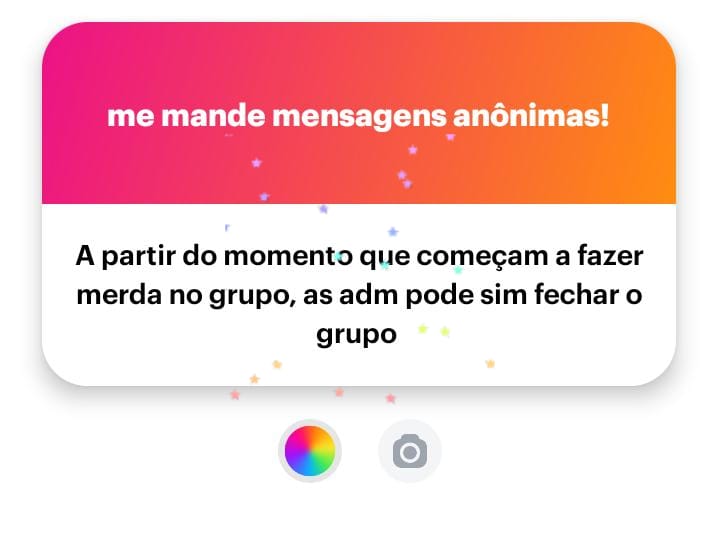 me mande mensagens anônimas!
A partir do momento que começam a fazer
merda no grupo, as adm pode sim fechar o
grupo